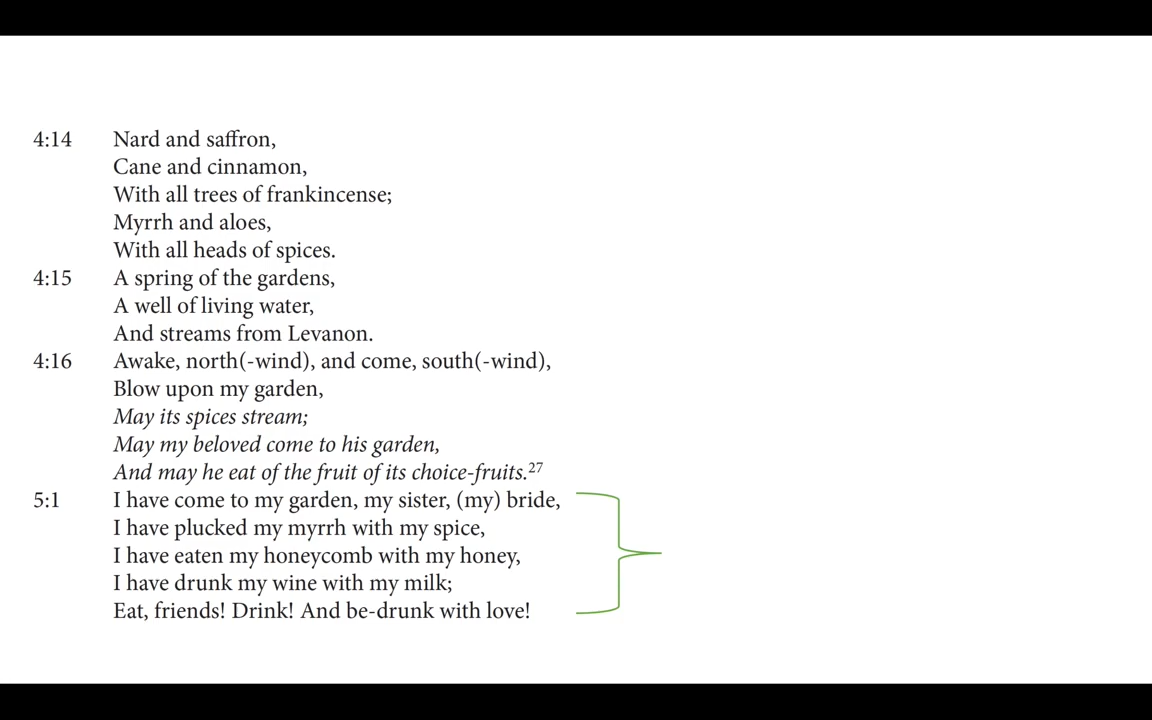 4:14 Nard and saffron,
Cane and cinnamon,
With all trees of frankincense;
Myrrh and aloes,
With all heads of spices.
4:15 A spring of the gardens,
A well of living water,
And streams from Levanon.
4:16 Awake, north(-wind), and come, south(-wind),
Blow upon my garden,
May its spices stream;
May my beloved come to his garden,
And may he eat of the fruit of its choice-fruits.27
5:1 I have come to my garden, my sister, (my) bride,
I have plucked my myrrh with my spice,
I have eaten my honeycomb with my honey,
I have drunk my wine with my milk;
Eat, friends! Drink! And be-drunk with love!